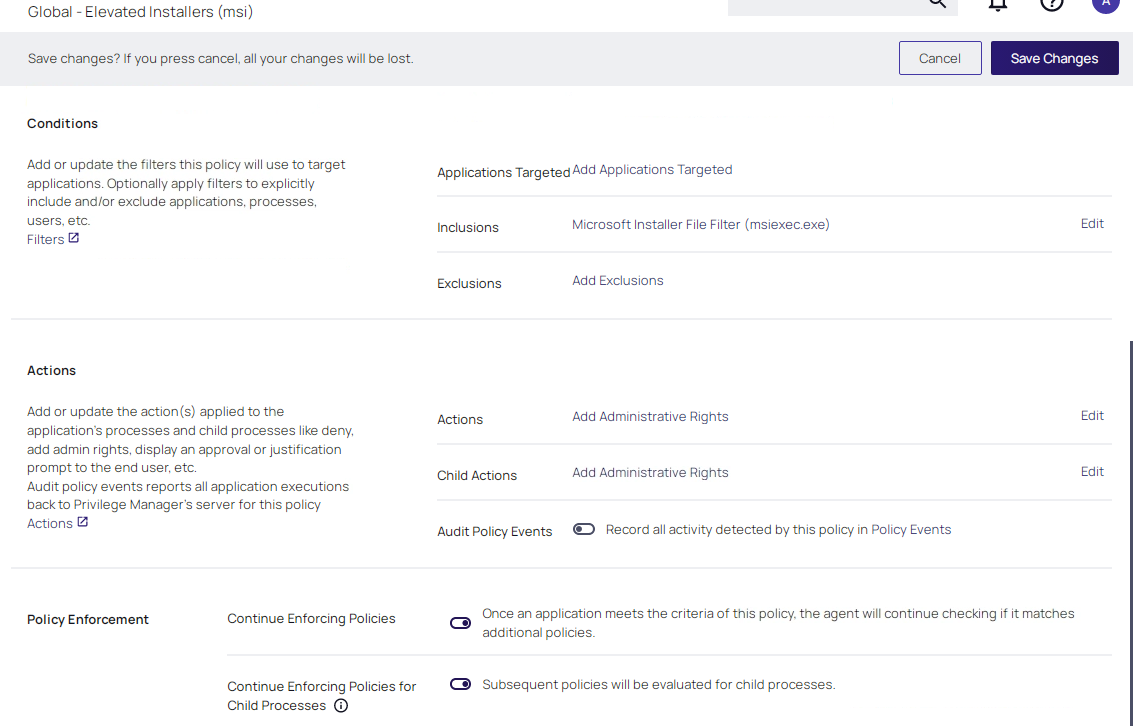 Global - Elevated Installers (msi)
A
Save changes? If you press cancel, all your changes will be lost.
Cancel
Save Changes
Conditions
Add or update the filters this policy will use to target
applications. Optionally apply filters to explicitly
include and/or exclude applications, processes,
users, etc.
Filters
Applications Targeted Add Applications Targeted
Inclusions Microsoft Installer File Filter (msiexec.exe) Edit
Exclusions Add Exclusions
Actions
Add or update the action(s) applied to the
application's processes and child processes like deny,
add admin rights, display an approval or justification
prompt to the end user, etc.
Audit policy events reports all application executions
back to Privilege Manager's server for this policy
Actions
Actions Add Administrative Rights Edit
Child Actions Add Administrative Rights Edit
Audit Policy Events Record all activity detected by this policy in Policy Events
Policy Enforcement
Continue Enforcing Policies
Once an application meets the criteria of this policy, the agent will continue checking if it matches
additional policies.
Continue Enforcing Policies for
Child Processes
Subsequent policies will be evaluated for child processes.